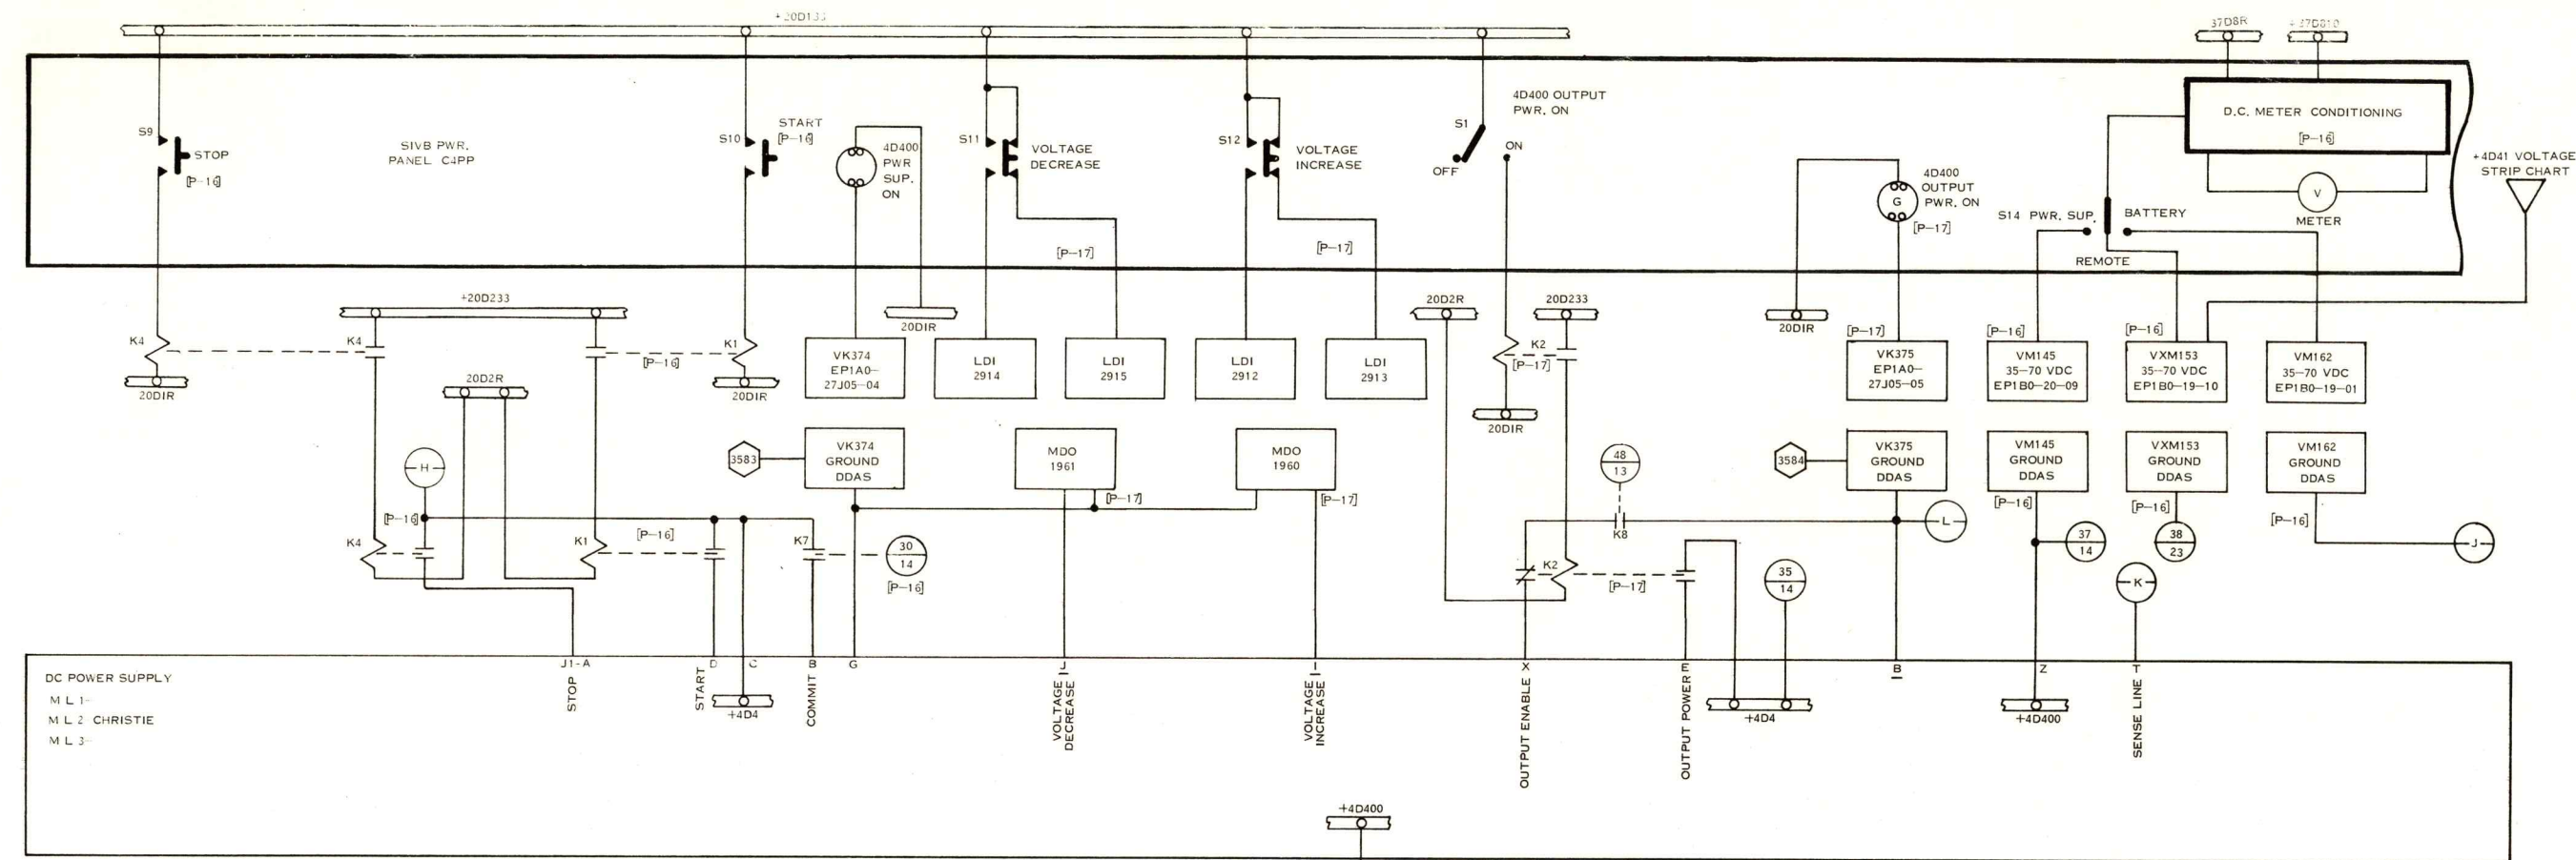 +20D133
37D8R
+37D810
S9
STOP
[P-16]
SIVB PWR.
PANEL C4PP
S10
START
[P-16]
4D400
PWR
SUP.
ON
S11
VOLTAGE
DECREASE
[P-17]
S12
VOLTAGE
INCREASE
[P-17]
S1
4D400 OUTPUT
PWR. ON
OFF
ON
4D400
OUTPUT
PWR. ON
G
[P-17]
D.C. METER CONDITIONING
[P-16]
V
METER
S14 PWR. SUP.
BATTERY
REMOTE
+4D41 VOLTAGE
STRIP CHART
+20D233
K4
20DIR
K4
[P-16]
K1
20DIR
20D2R
20DIR
VK374
EP1A0-
27J05-04
LDI
2914
LDI
2915
LDI
2912
LDI
2913
20D2R
20D233
K2
[P-17]
20DIR
20DIR
[P-17]
VK375
EP1A0-
27J05-05
[P-16]
VM145
35-70 VDC
EP1B0-20-09
[P-16]
VXM153
35-70 VDC
EP1B0-19-10
VM162
35-70 VDC
EP1B0-19-01
H
[P-16]
K4
K1
[P-16]
K7
30
14
[P-16]
3583
VK374
GROUND
DDAS
MDO
1961
[P-17]
MDO
1960
[P-17]
48
13
K8
K2
[P-17]
35
14
3584
VK375
GROUND
DDAS
L
VM145
GROUND
DDAS
[P-16]
37
14
VXM153
GROUND
DDAS
[P-16]
38
23
K
VM162
GROUND
DDAS
[P-16]
J
DC POWER SUPPLY
M L 1-
M L 2 CHRISTIE
M L 3-
J1-A
STOP
D
START
C
+4D4
B
COMMIT
G
J
VOLTAGE
DECREASE
I
VOLTAGE
INCREASE
X
OUTPUT ENABLE
E
OUTPUT POWER
+4D4
B
Z
+4D400
T
SENSE LINE
+4D400